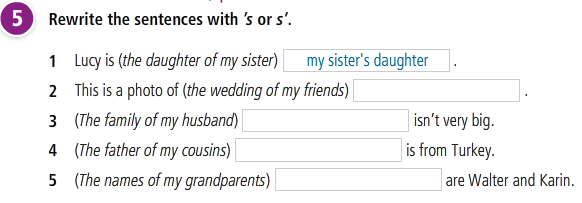 5 Rewrite the sentences with 's or s'.
1 Lucy is (the daughter of my sister) my sister's daughter .
2 This is a photo of (the wedding of my friends) .
3 (The family of my husband) isn't very big.
4 (The father of my cousins) is from Turkey.
5 (The names of my grandparents) are Walter and Karin.